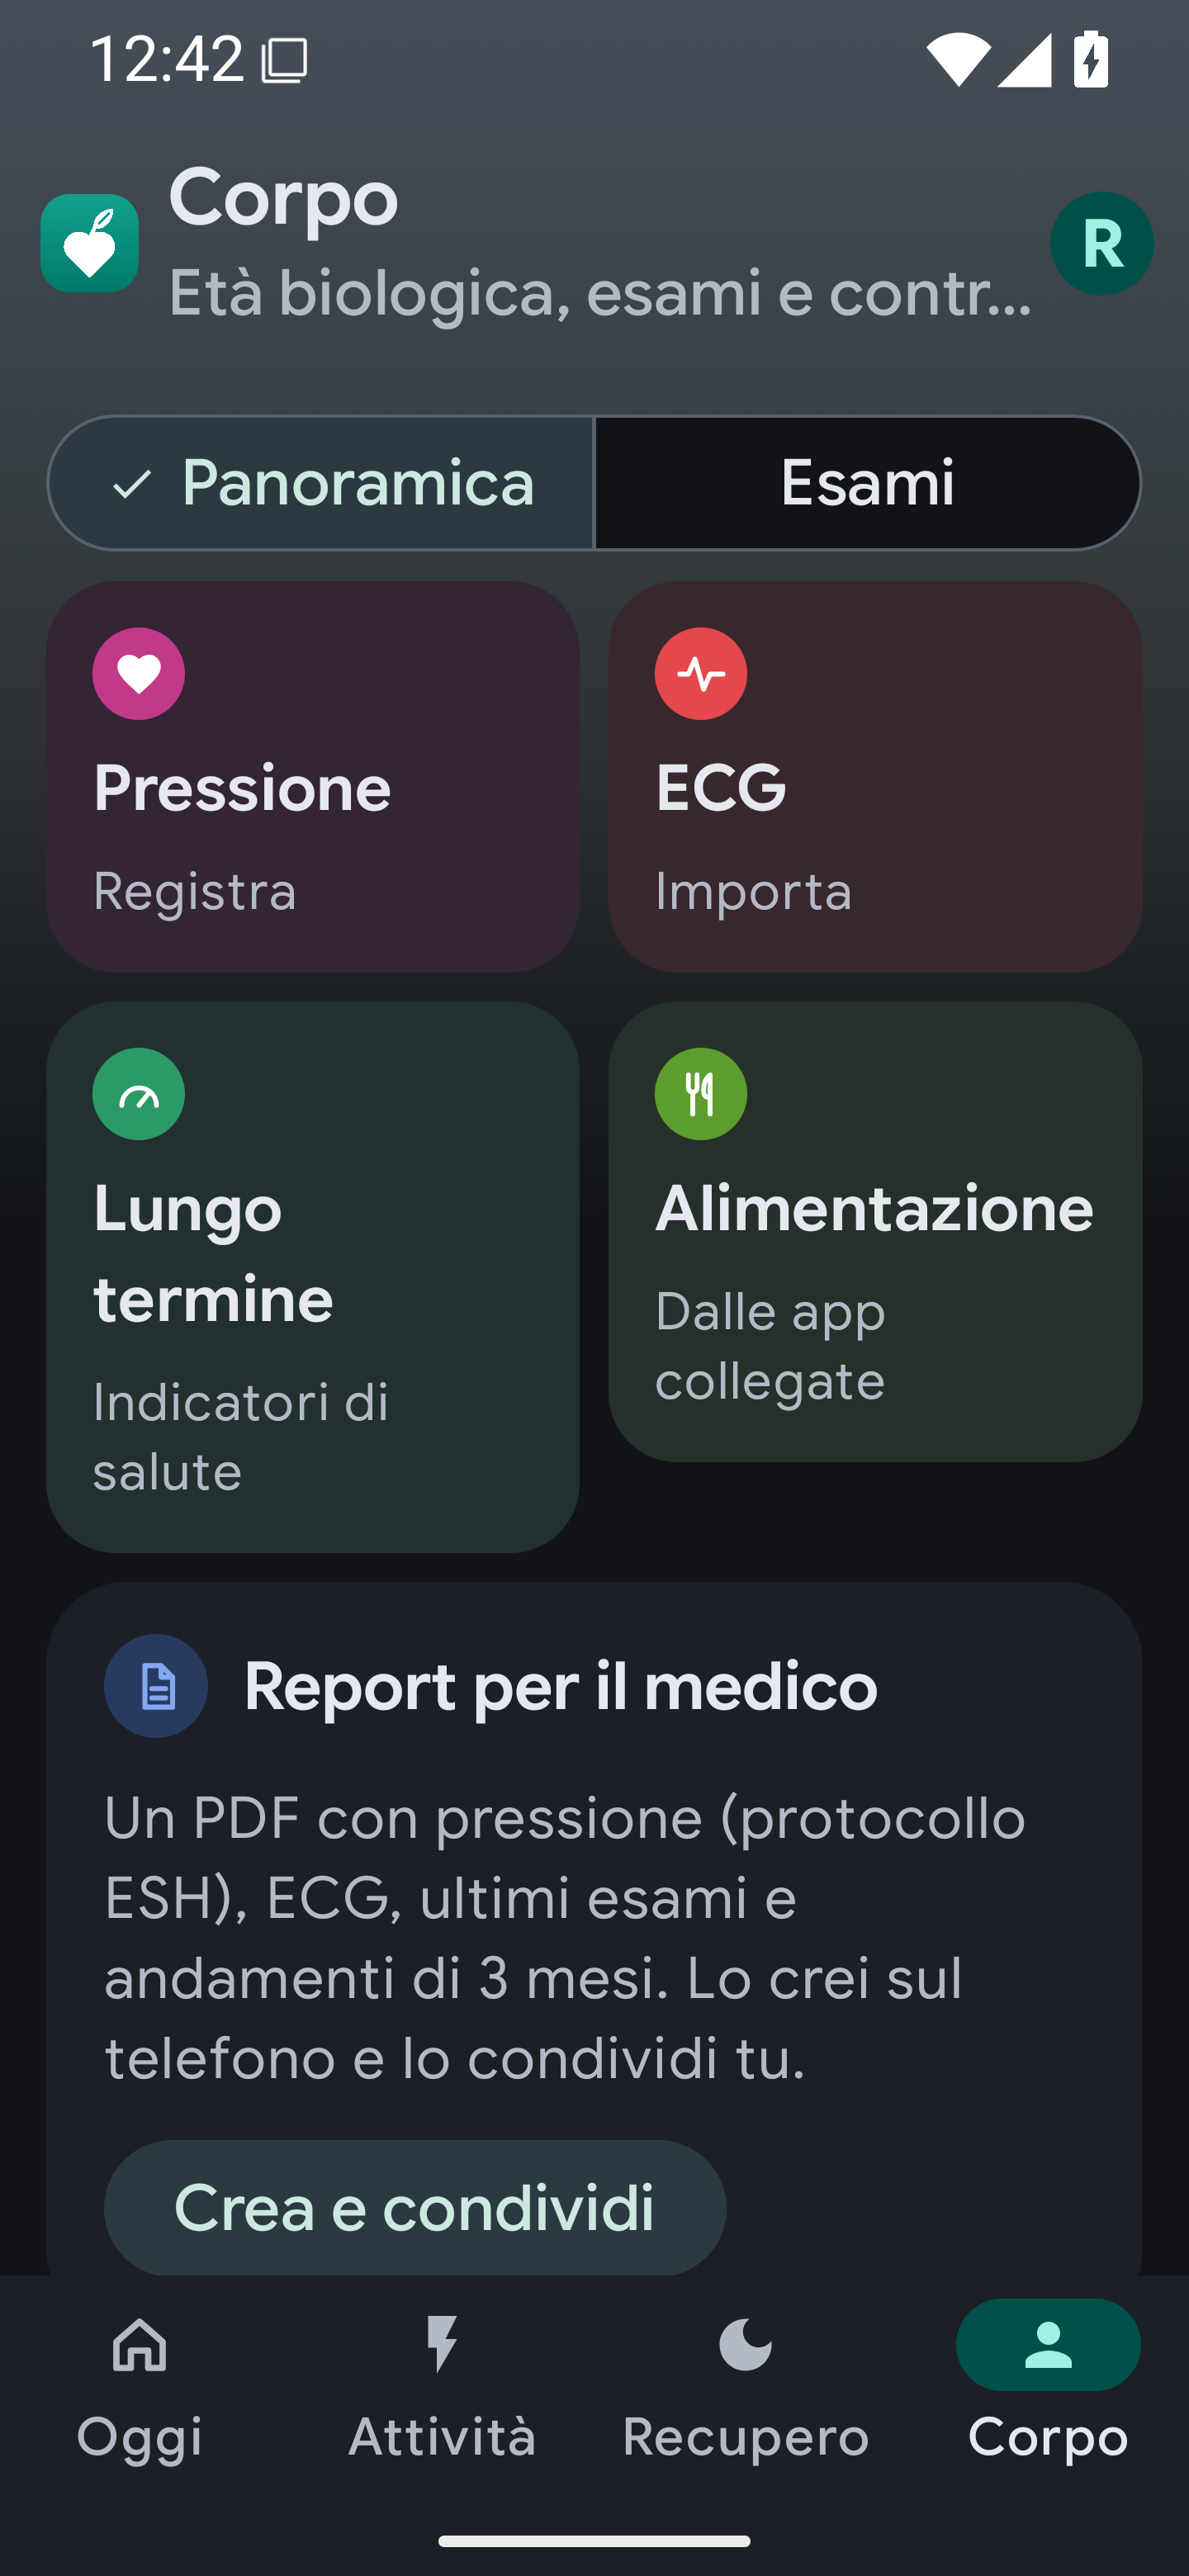 12:42
Corpo
Età biologica, esami e contr...
R
Panoramica
Esami
Pressione
Registra
ECG
Importa
Lungo
termine
Indicatori di
salute
Alimentazione
Dalle app
collegate
Report per il medico
Un PDF con pressione (protocollo
ESH), ECG, ultimi esami e
andamenti di 3 mesi. Lo crei sul
telefono e lo condividi tu.
Crea e condividi
Oggi
Attività
Recupero
Corpo